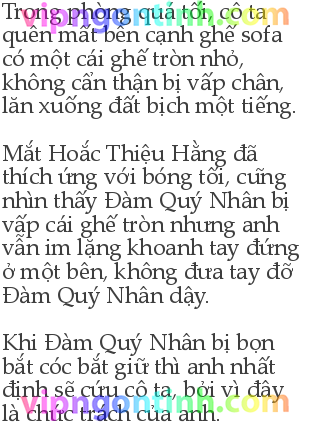 Trong phòng quá tối, cô ta
quên mất bên cạnh ghế sofa
có một cái ghế tròn nhỏ,
không cẩn thận bị vấp chân,
lăn xuống đất bịch một tiếng.
Mắt Hoắc Thiệu Hằng đã
thích ứng với bóng tối, cũng
nhìn thấy Đàm Quý Nhân bị
vấp cái ghế tròn nhưng anh
vẫn im lặng khoanh tay đứng
ở một bên, không đưa tay đỡ
Đàm Quý Nhân dậy.
Khi Đàm Quý Nhân bị bọn
bắt cóc bắt giữ thì anh nhất
định sẽ cứu cô ta, bởi vì đây
là chức trách của anh.
vipngontinh.com
vipngontinh.com